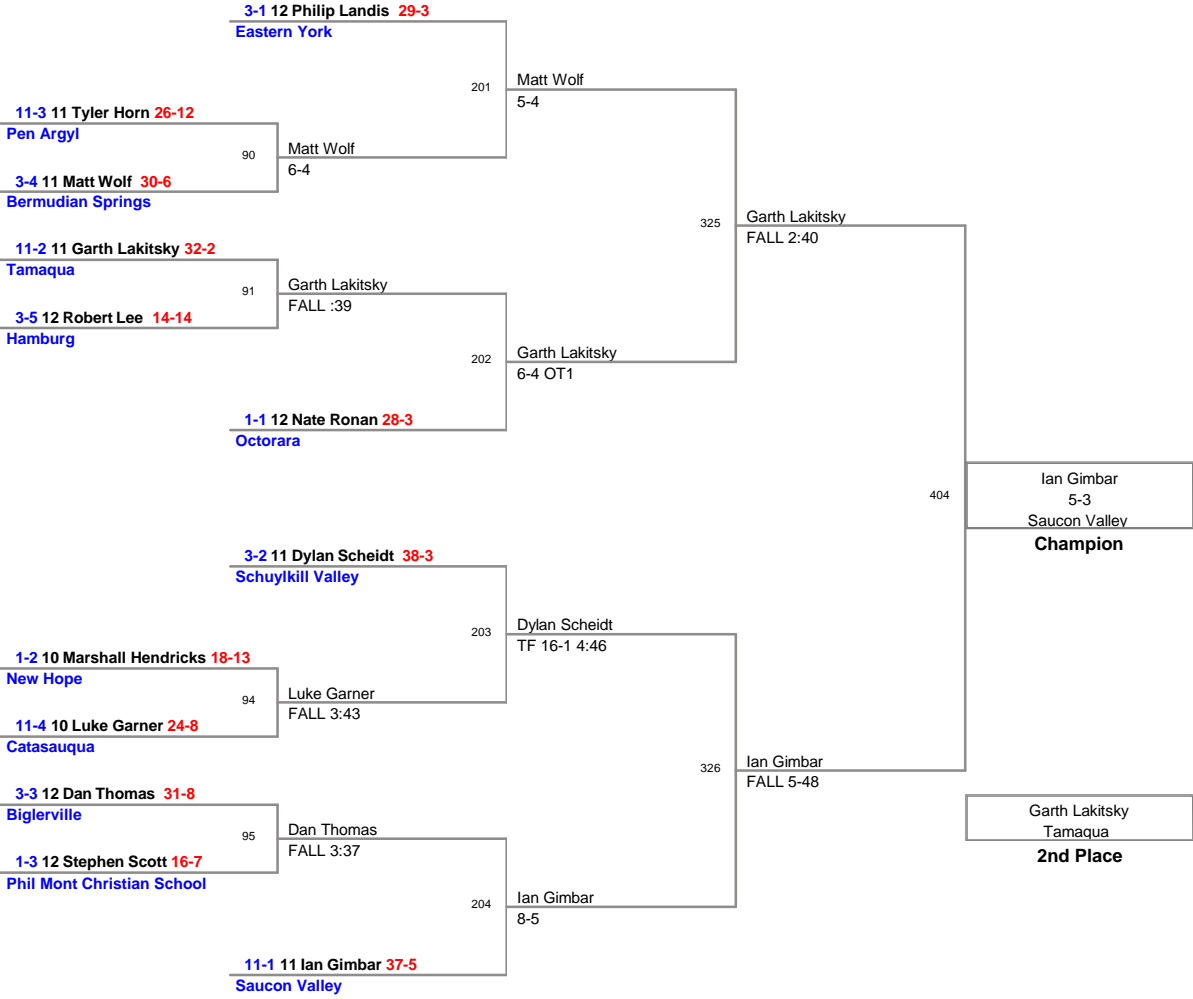 3-1 12 Philip Landis 29-3
Eastern York
201
Matt Wolf
5-4
11-3 11 Tyler Horn 26-12
Pen Argyl
90
Matt Wolf
6-4
3-4 11 Matt Wolf 30-6
Bermudian Springs
325
Garth Lakitsky
FALL 2:40
11-2 11 Garth Lakitsky 32-2
Tamaqua
91
Garth Lakitsky
FALL :39
3-5 12 Robert Lee 14-14
Hamburg
202
Garth Lakitsky
6-4 OT1
1-1 12 Nate Ronan 28-3
Octorara
404
Ian Gimbar
5-3
Saucon Valley
Champion
3-2 11 Dylan Scheidt 38-3
Schuylkill Valley
203
Dylan Scheidt
TF 16-1 4:46
1-2 10 Marshall Hendricks 18-13
New Hope
94
Luke Garner
FALL 3:43
11-4 10 Luke Garner 24-8
Catasauqua
326
Ian Gimbar
FALL 5-48
3-3 12 Dan Thomas 31-8
Biglerville
95
Dan Thomas
FALL 3:37
1-3 12 Stephen Scott 16-7
Phil Mont Christian School
Garth Lakitsky
Tamaqua
2nd Place
204
Ian Gimbar
8-5
11-1 11 Ian Gimbar 37-5
Saucon Valley